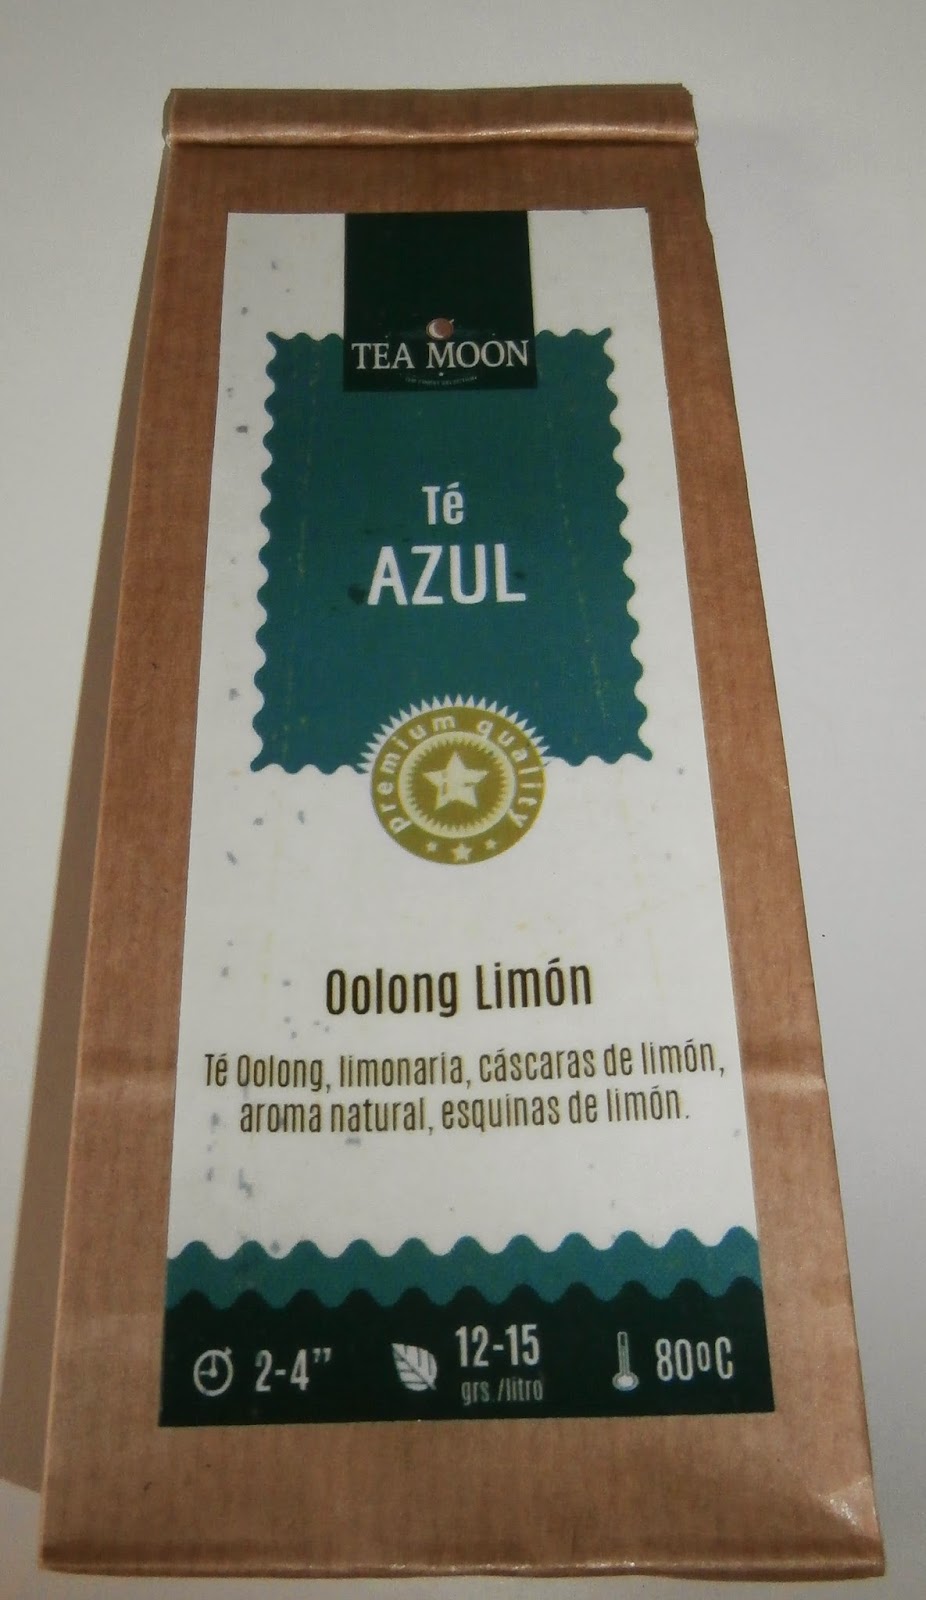 TEA MOON
Té
AZUL
premium quality
Oolong Limón
Té Oolong, limonaria, cáscaras de limón,
aroma natural, esquinas de limón.
2-4”
12-15
grs./litro
80ºC